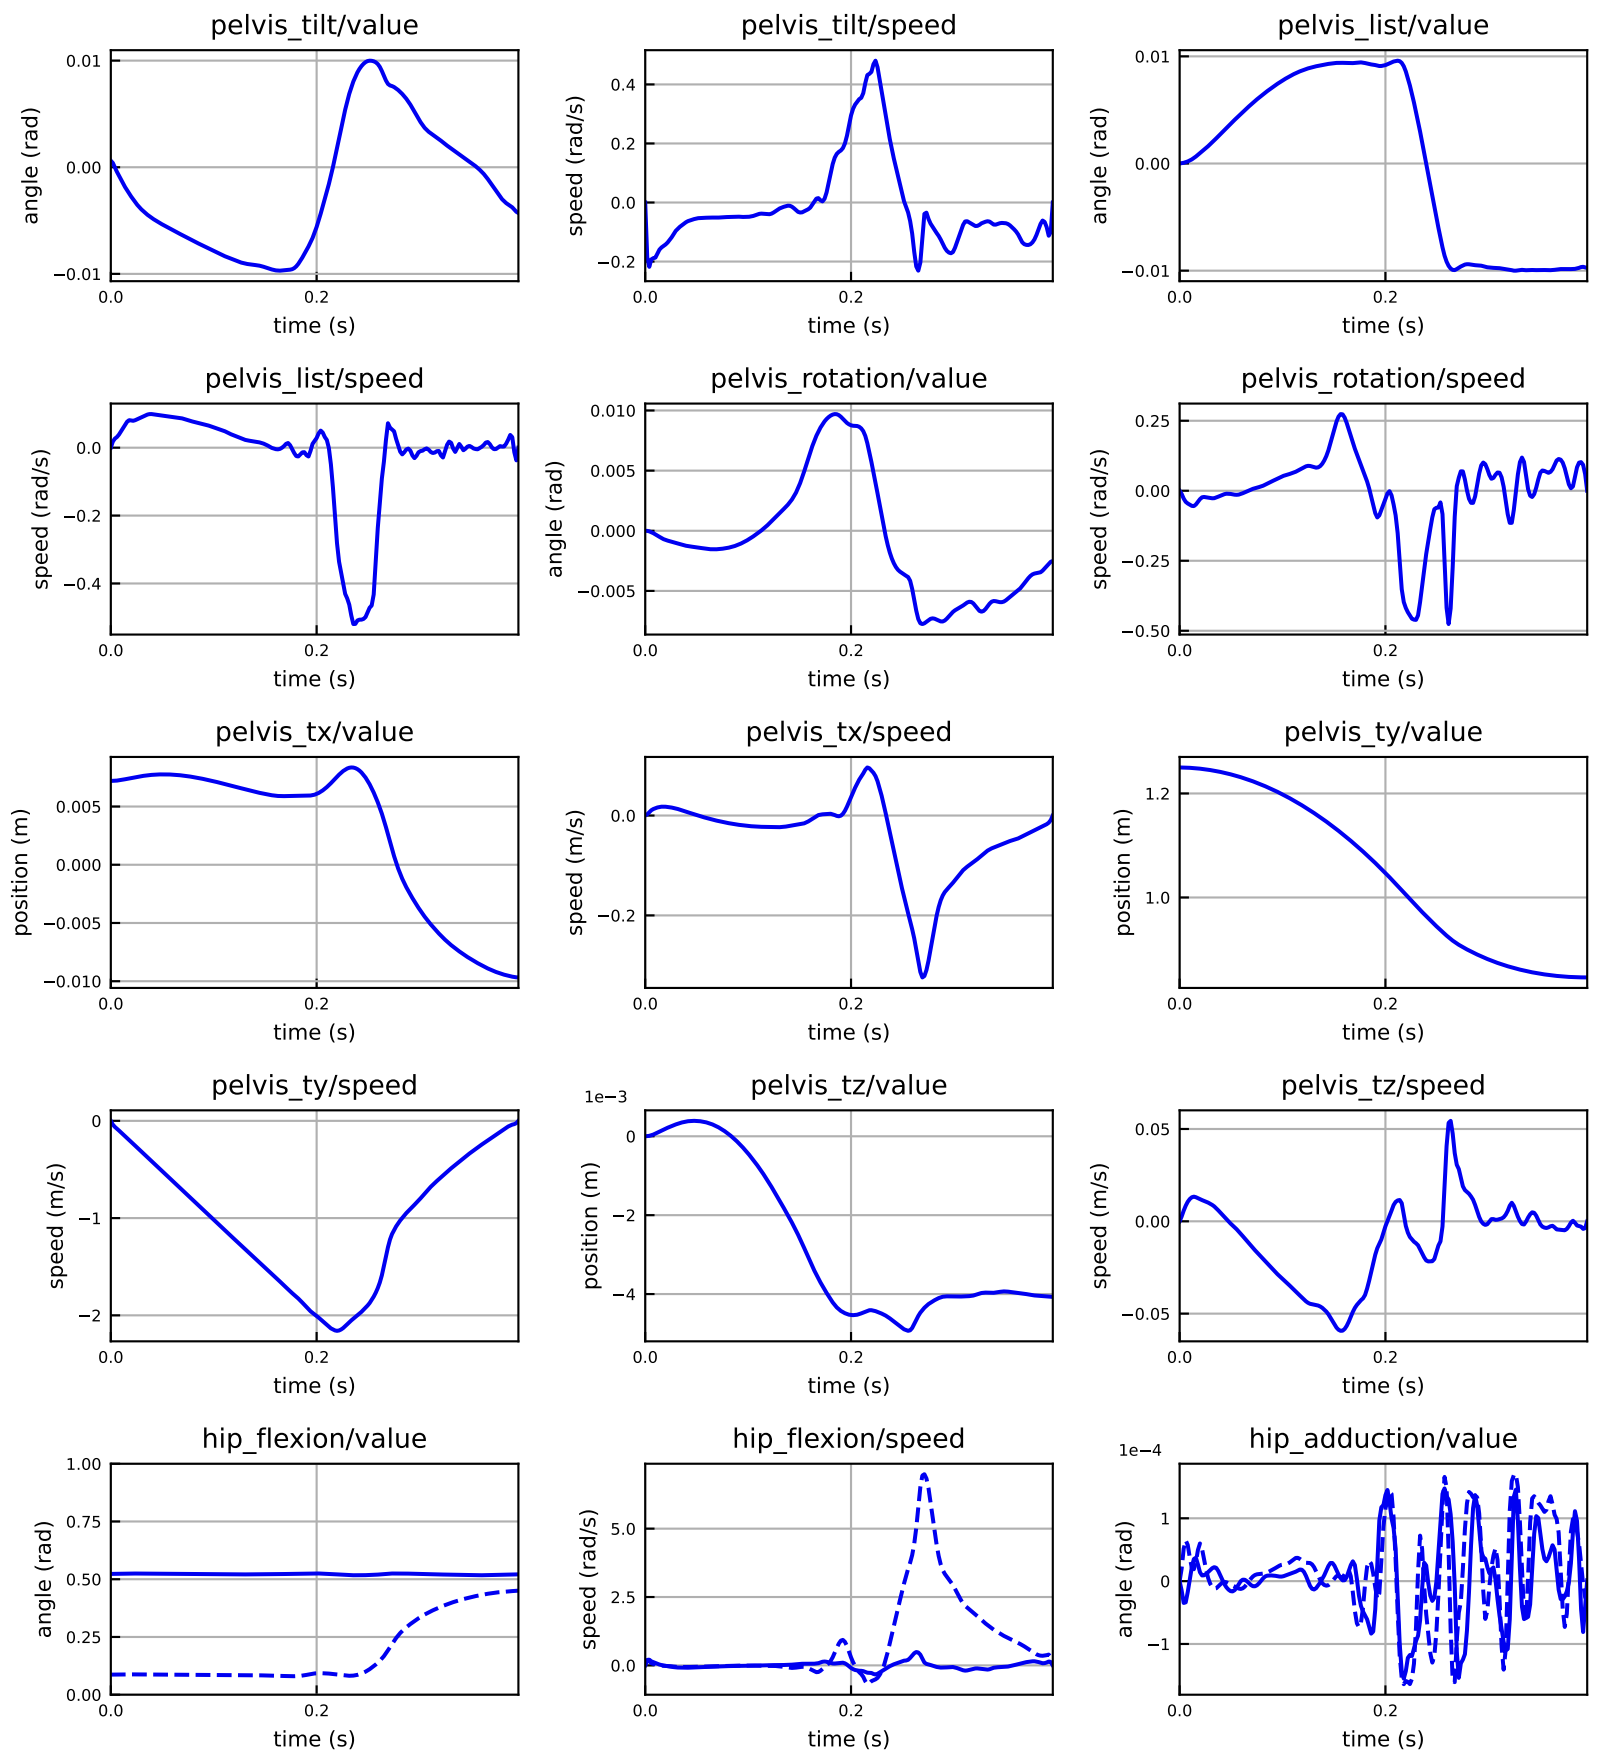 pelvis_tilt/value
angle (rad)
0.01
0.00
−0.01
0.0
0.2
time (s)
pelvis_tilt/speed
speed (rad/s)
0.4
0.2
0.0
−0.2
0.0
0.2
time (s)
pelvis_list/value
angle (rad)
0.01
0.00
−0.01
0.0
0.2
time (s)
pelvis_list/speed
speed (rad/s)
0.0
−0.2
−0.4
0.0
0.2
time (s)
pelvis_rotation/value
angle (rad)
0.010
0.005
0.000
−0.005
0.0
0.2
time (s)
pelvis_rotation/speed
speed (rad/s)
0.25
0.00
−0.25
−0.50
0.0
0.2
time (s)
pelvis_tx/value
position (m)
0.005
0.000
−0.005
−0.010
0.0
0.2
time (s)
pelvis_tx/speed
speed (m/s)
0.0
−0.2
0.0
0.2
time (s)
pelvis_ty/value
position (m)
1.2
1.0
0.0
0.2
time (s)
pelvis_ty/speed
speed (m/s)
0
−1
−2
0.0
0.2
time (s)
pelvis_tz/value
1e−3
position (m)
0
−2
−4
0.0
0.2
time (s)
pelvis_tz/speed
speed (m/s)
0.05
0.00
−0.05
0.0
0.2
time (s)
hip_flexion/value
angle (rad)
1.00
0.75
0.50
0.25
0.00
0.0
0.2
time (s)
hip_flexion/speed
speed (rad/s)
5.0
2.5
0.0
0.0
0.2
time (s)
hip_adduction/value
1e−4
angle (rad)
1
0
−1
0.0
0.2
time (s)